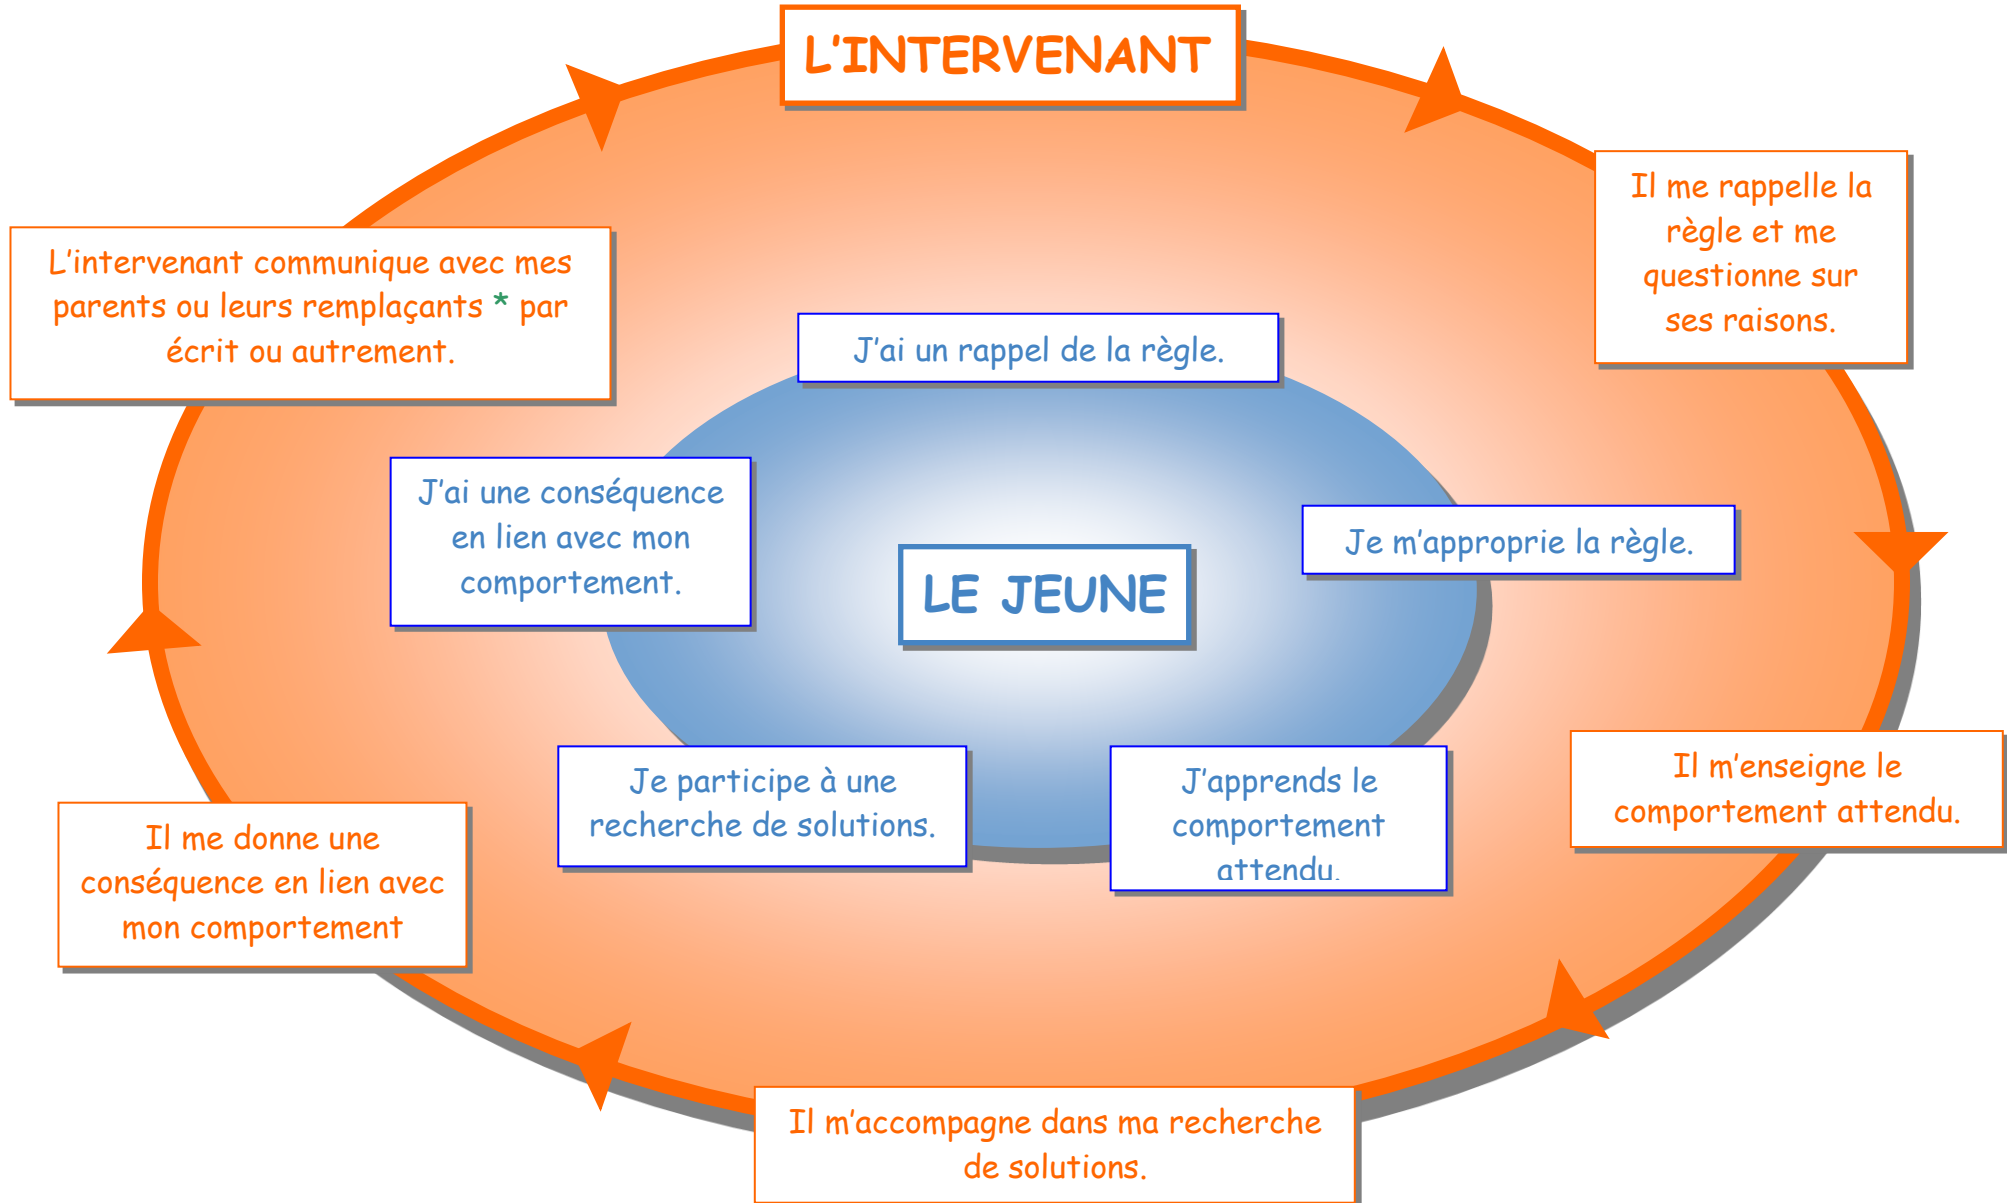 L'INTERVENANT
Il me rappelle la
règle et me
questionne sur
ses raisons.
L'intervenant communique avec mes
parents ou leurs remplaçants * par
écrit ou autrement.
J'ai un rappel de la règle.
J'ai une conséquence
en lien avec mon
comportement.
Je m'approprie la règle.
LE JEUNE
Il m'enseigne le
comportement attendu.
Je participe à une
recherche de solutions.
J'apprends le
comportement
attendu.
Il me donne une
conséquence en lien avec
mon comportement
Il m'accompagne dans ma recherche
de solutions.